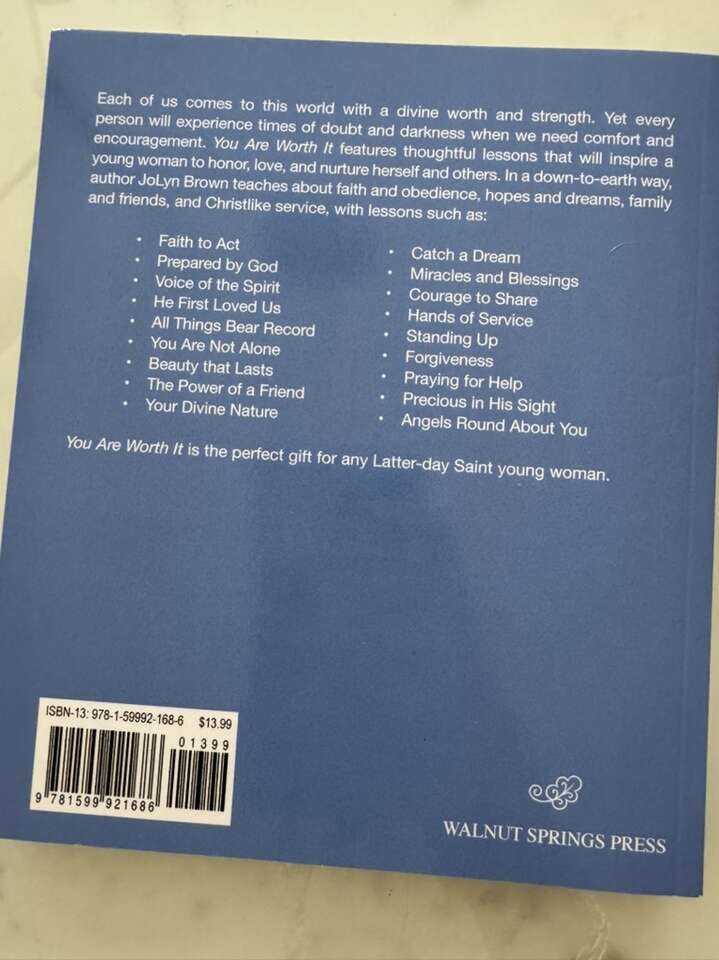 Each of us comes to this world with a divine worth and strength. Yet every
person will experience times of doubt and darkness when we need comfort and
encouragement. You Are Worth It features thoughtful lessons that will inspire a
young woman to honor, love, and nurture herself and others. In a down-to-earth way,
author JoLyn Brown teaches about faith and obedience, hopes and dreams, family
and friends, and Christlike service, with lessons such as:
• Faith to Act
• Prepared by God
• Voice of the Spirit
• He First Loved Us
• All Things Bear Record
• You Are Not Alone
• Beauty that Lasts
• The Power of a Friend
• Your Divine Nature
• Catch a Dream
• Miracles and Blessings
• Courage to Share
• Hands of Service
• Standing Up
• Forgiveness
• Praying for Help
• Precious in His Sight
• Angels Round About You
You Are Worth It is the perfect gift for any Latter-day Saint young woman.
ISBN-13: 978-1-59992-168-6 $13.99
01399
9 781599 921686
WALNUT SPRINGS PRESS